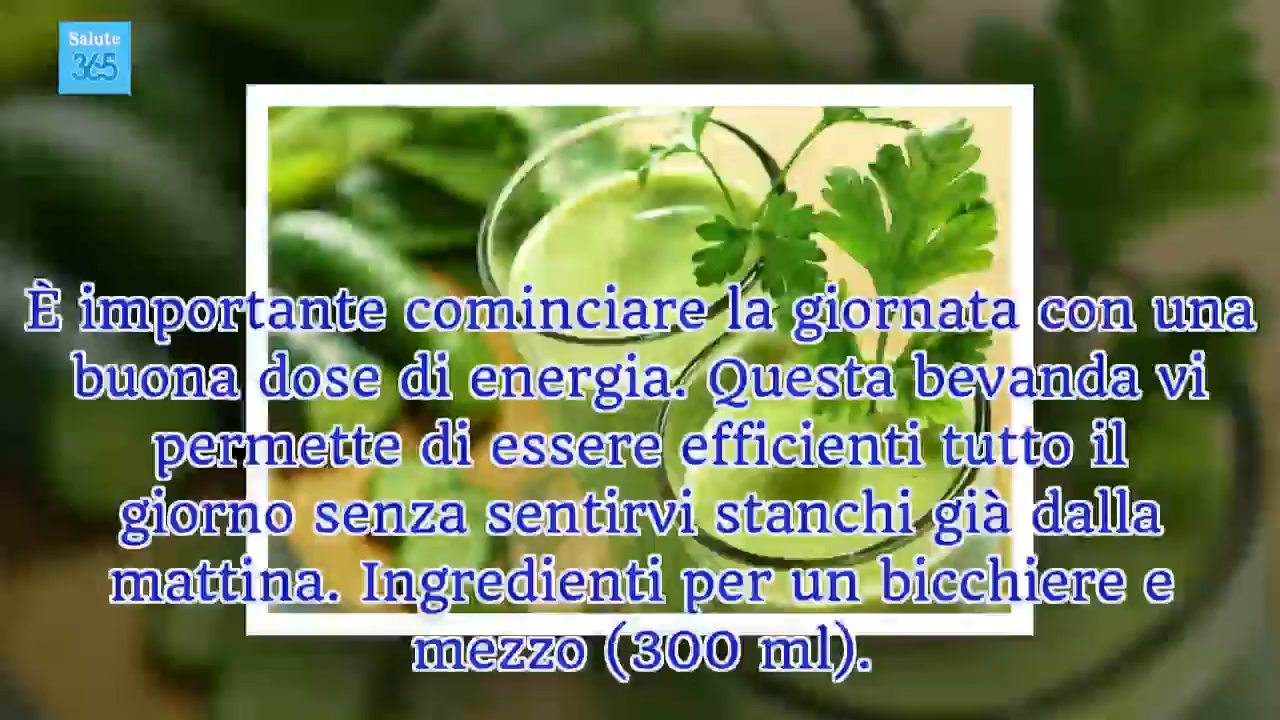 Salute
365
È importante cominciare la giornata con una
buona dose di energia. Questa bevanda vi
permette di essere efficienti tutto il
giorno senza sentirvi stanchi già dalla
mattina. Ingredienti per un bicchiere e
mezzo (300 ml).